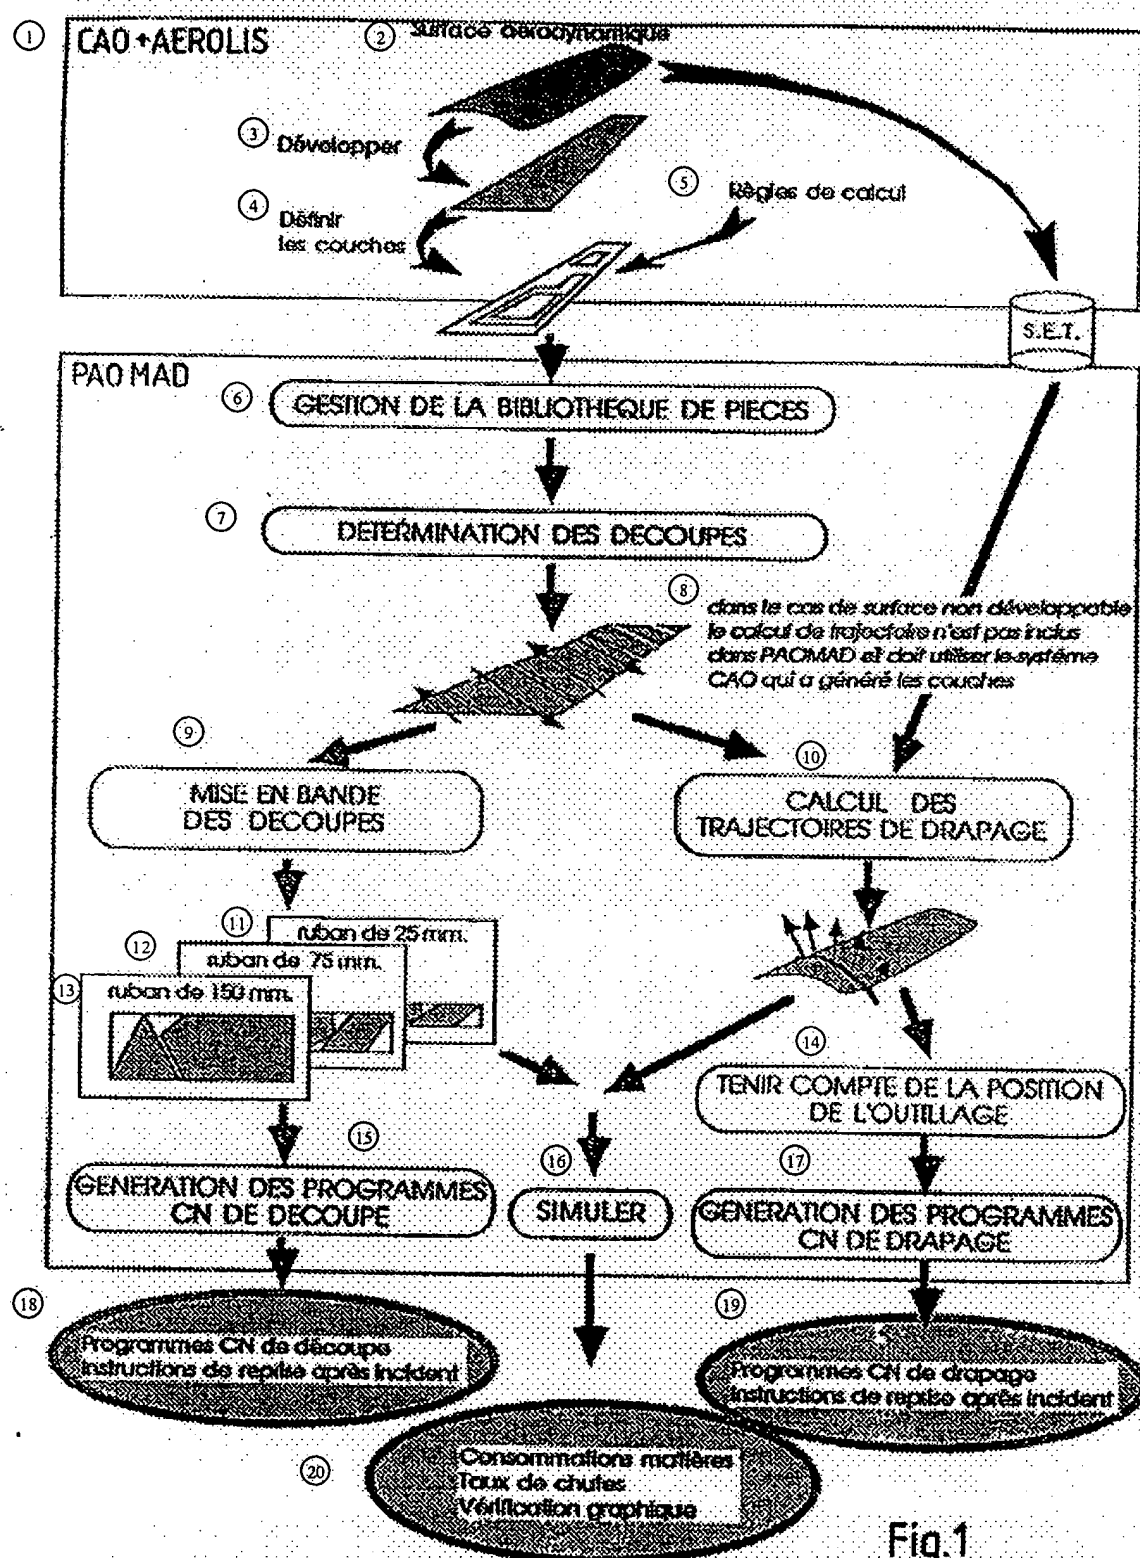 1 CAO+AEROLIS
2 Surface aérodynamique
3 Développer
4 Définir
les couches
5 Règles de calcul
S.E.T.
PAO MAD
6 GESTION DE LA BIBLIOTHEQUE DE PIECES
7 DETERMINATION DES DECOUPES
8 dans le cas de surface non développable
le calcul de trajectoire n'est pas inclus
dans PAOMAD et doit utiliser le système
CAO qui a généré les couches
9 MISE EN BANDE
DES DECOUPES
10 CALCUL DES
TRAJECTOIRES DE DRAPAGE
11 ruban de 25 mm.
12 ruban de 75 mm.
13 ruban de 150 mm.
14 TENIR COMPTE DE LA POSITION
DE L'OUTILLAGE
15 GENERATION DES PROGRAMMES
CN DE DECOUPE
16 SIMULER
17 GENERATION DES PROGRAMMES
CN DE DRAPAGE
18 Programmes CN de découpe
Instructions de reprise après incident
19 Programmes CN de drapage
Instructions de reprise après incident
20 Consommations matières
Taux de chutes
Vérification graphique
Fig.1